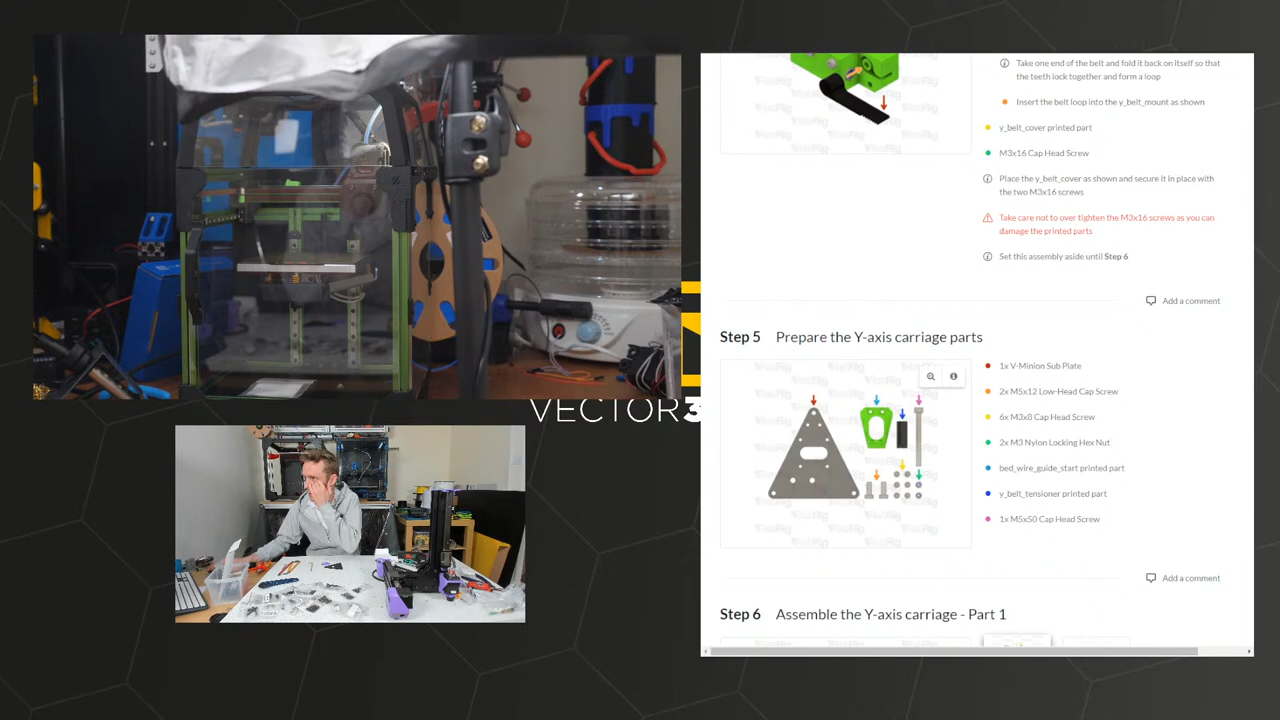 Take one end of the belt and fold it back on itself so that
the teeth lock together and form a loop
Insert the belt loop into the y_belt_mount as shown
y_belt_cover printed part
M3x16 Cap Head Screw
Place the y_belt_cover as shown and secure it in place with
the two M3x16 screws
Take care not to over tighten the M3x16 screws as you can
damage the printed parts
Set this assembly aside until Step 6
Add a comment
Step 5 Prepare the Y-axis carriage parts
1x V-Minion Sub Plate
2x M5x12 Low-Head Cap Screw
6x M3x8 Cap Head Screw
2x M3 Nylon Locking Hex Nut
bed_wire_guide_start printed part
y_belt_tensioner printed part
1x M5x50 Cap Head Screw
Add a comment
Step 6 Assemble the Y-axis carriage - Part 1
VECTOR3